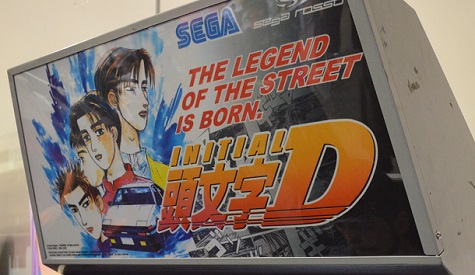 SEGA
sega rosso
THE LEGEND
OF THE STREET
IS BORN.
INITIAL
頭文字D